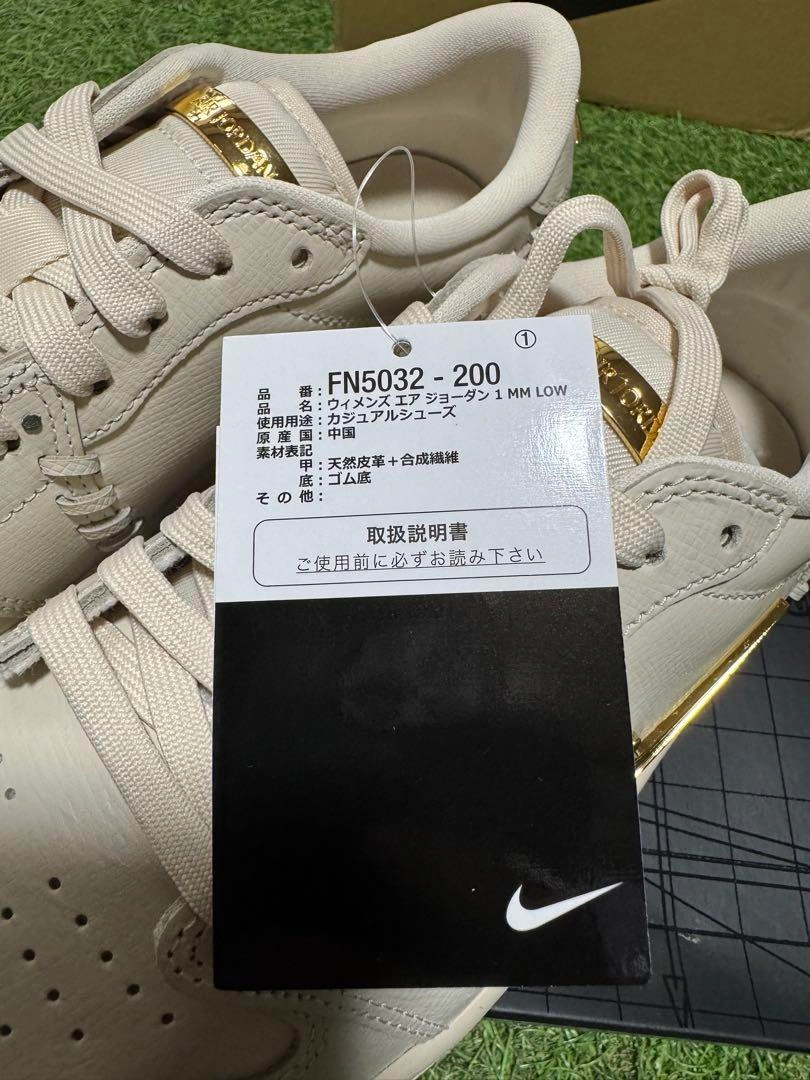 JORDAN
①
品　番：FN5032 - 200
品　名：ウィメンズ エア ジョーダン 1 MM LOW
使用用途：カジュアルシューズ
原 産 国：中国
素材表記
甲：天然皮革＋合成繊維
底：ゴム底
そ の 他：
取扱説明書
ご使用前に必ずお読み下さい